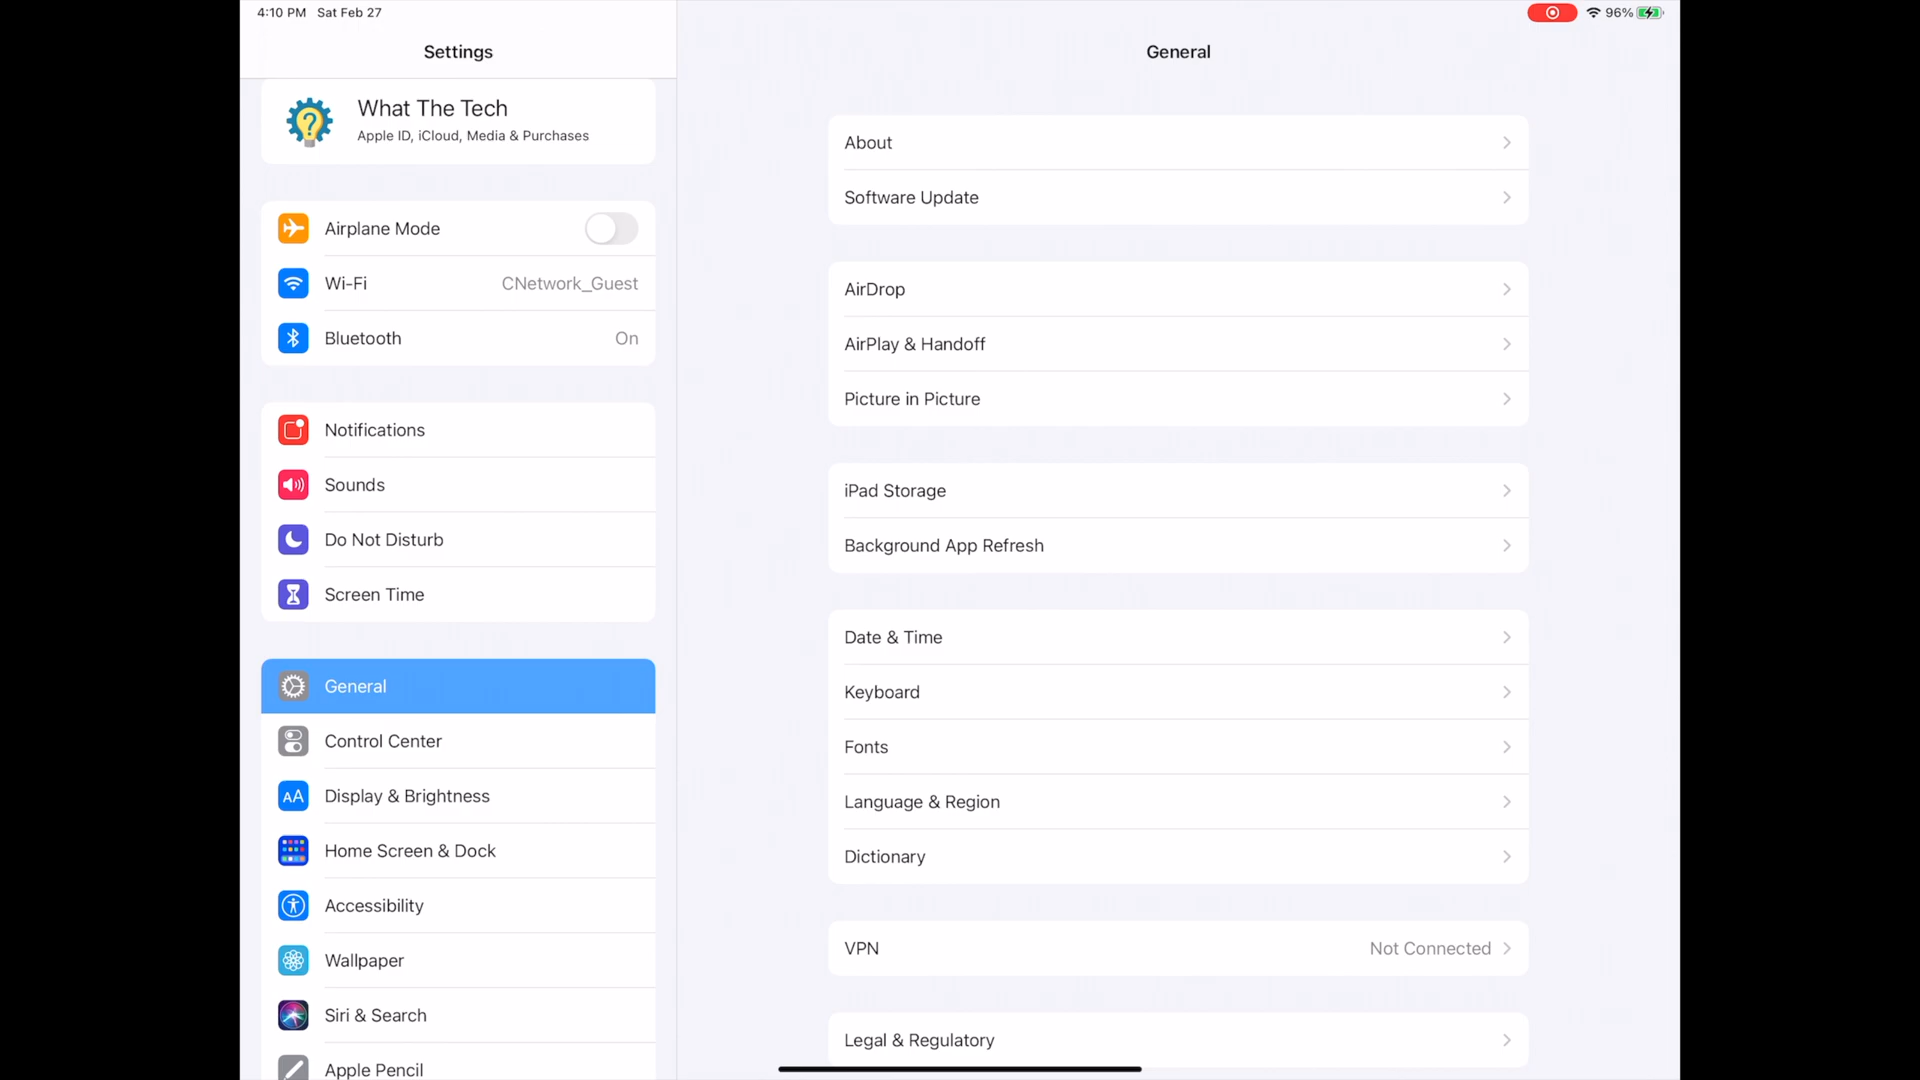 4:10 PM Sat Feb 27
96%
Settings
General
What The Tech
Apple ID, iCloud, Media & Purchases
Airplane Mode
Wi-Fi CNetwork_Guest
Bluetooth On
Notifications
Sounds
Do Not Disturb
Screen Time
General
Control Center
AA Display & Brightness
Home Screen & Dock
Accessibility
Wallpaper
Siri & Search
Apple Pencil
About
Software Update
AirDrop
AirPlay & Handoff
Picture in Picture
iPad Storage
Background App Refresh
Date & Time
Keyboard
Fonts
Language & Region
Dictionary
VPN Not Connected
Legal & Regulatory